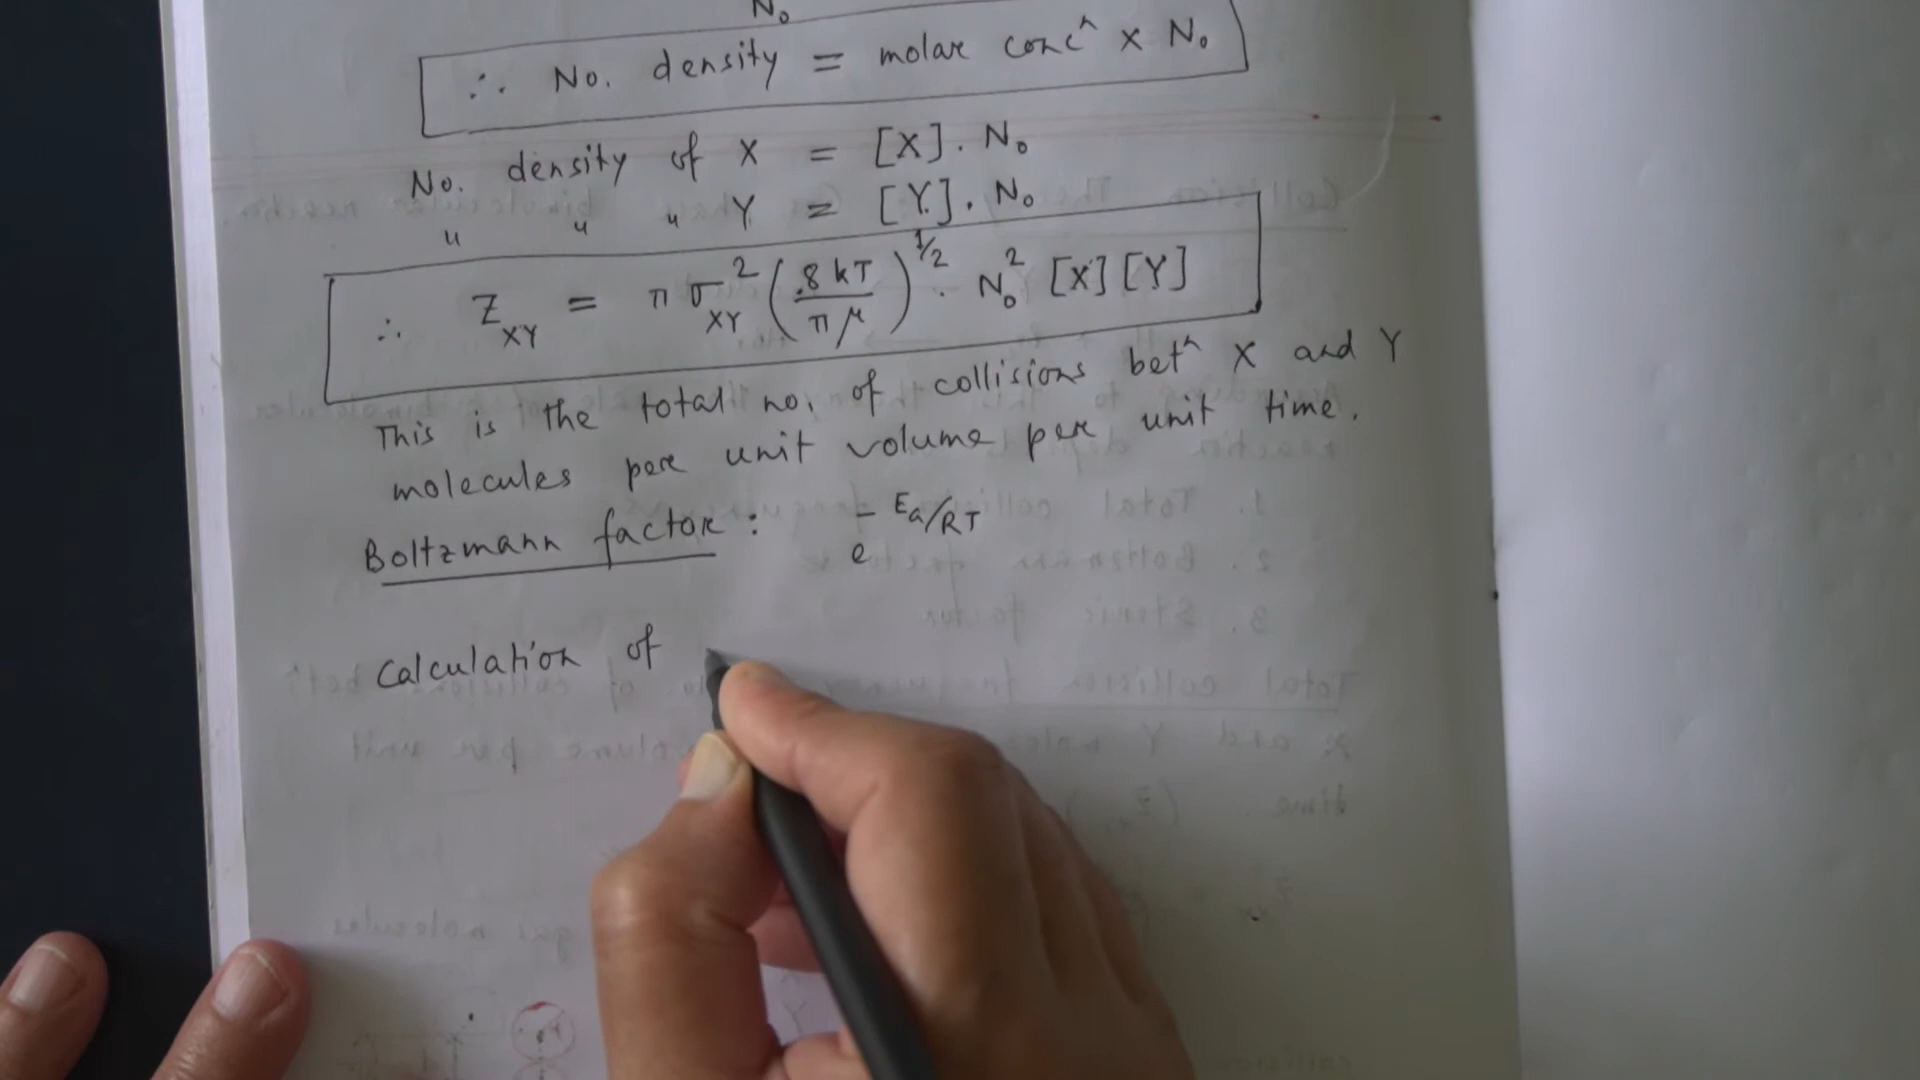 N₀
∴ No. density = molar concⁿ × N₀
No. density of X = [X]. N₀
" " " Y = [Y]. N₀
∴ Z_XY = π σ_XY² (8kT/πμ)^1/2 . N₀² [X][Y]
This is the total no. of collisions betⁿ X and Y
molecules per unit volume per unit time.
Boltzmann factor : e^-Ea/RT
Calculation of